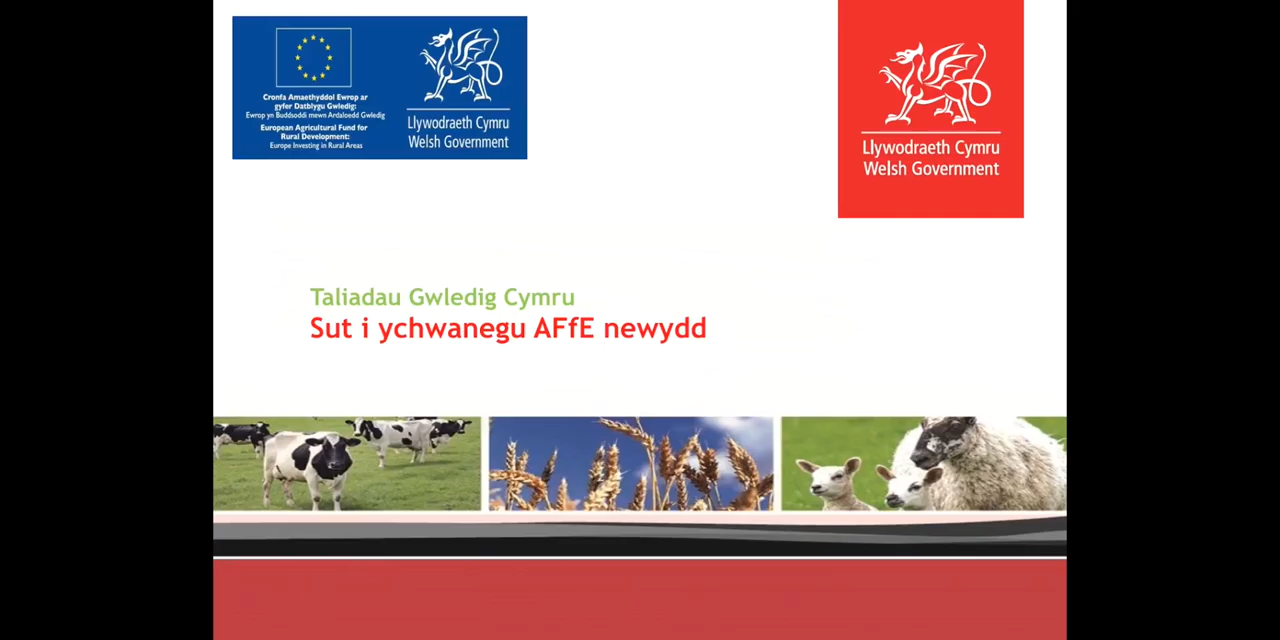 Cronfa Amaethyddol Ewrop ar
gyfer Datblygu Gwledig:
Ewrop yn Buddsoddi mewn Ardaloedd Gwledig
European Agricultural Fund for
Rural Development:
Europe Investing in Rural Areas
Llywodraeth Cymru
Welsh Government
Llywodraeth Cymru
Welsh Government
Taliadau Gwledig Cymru
Sut i ychwanegu AFfE newydd